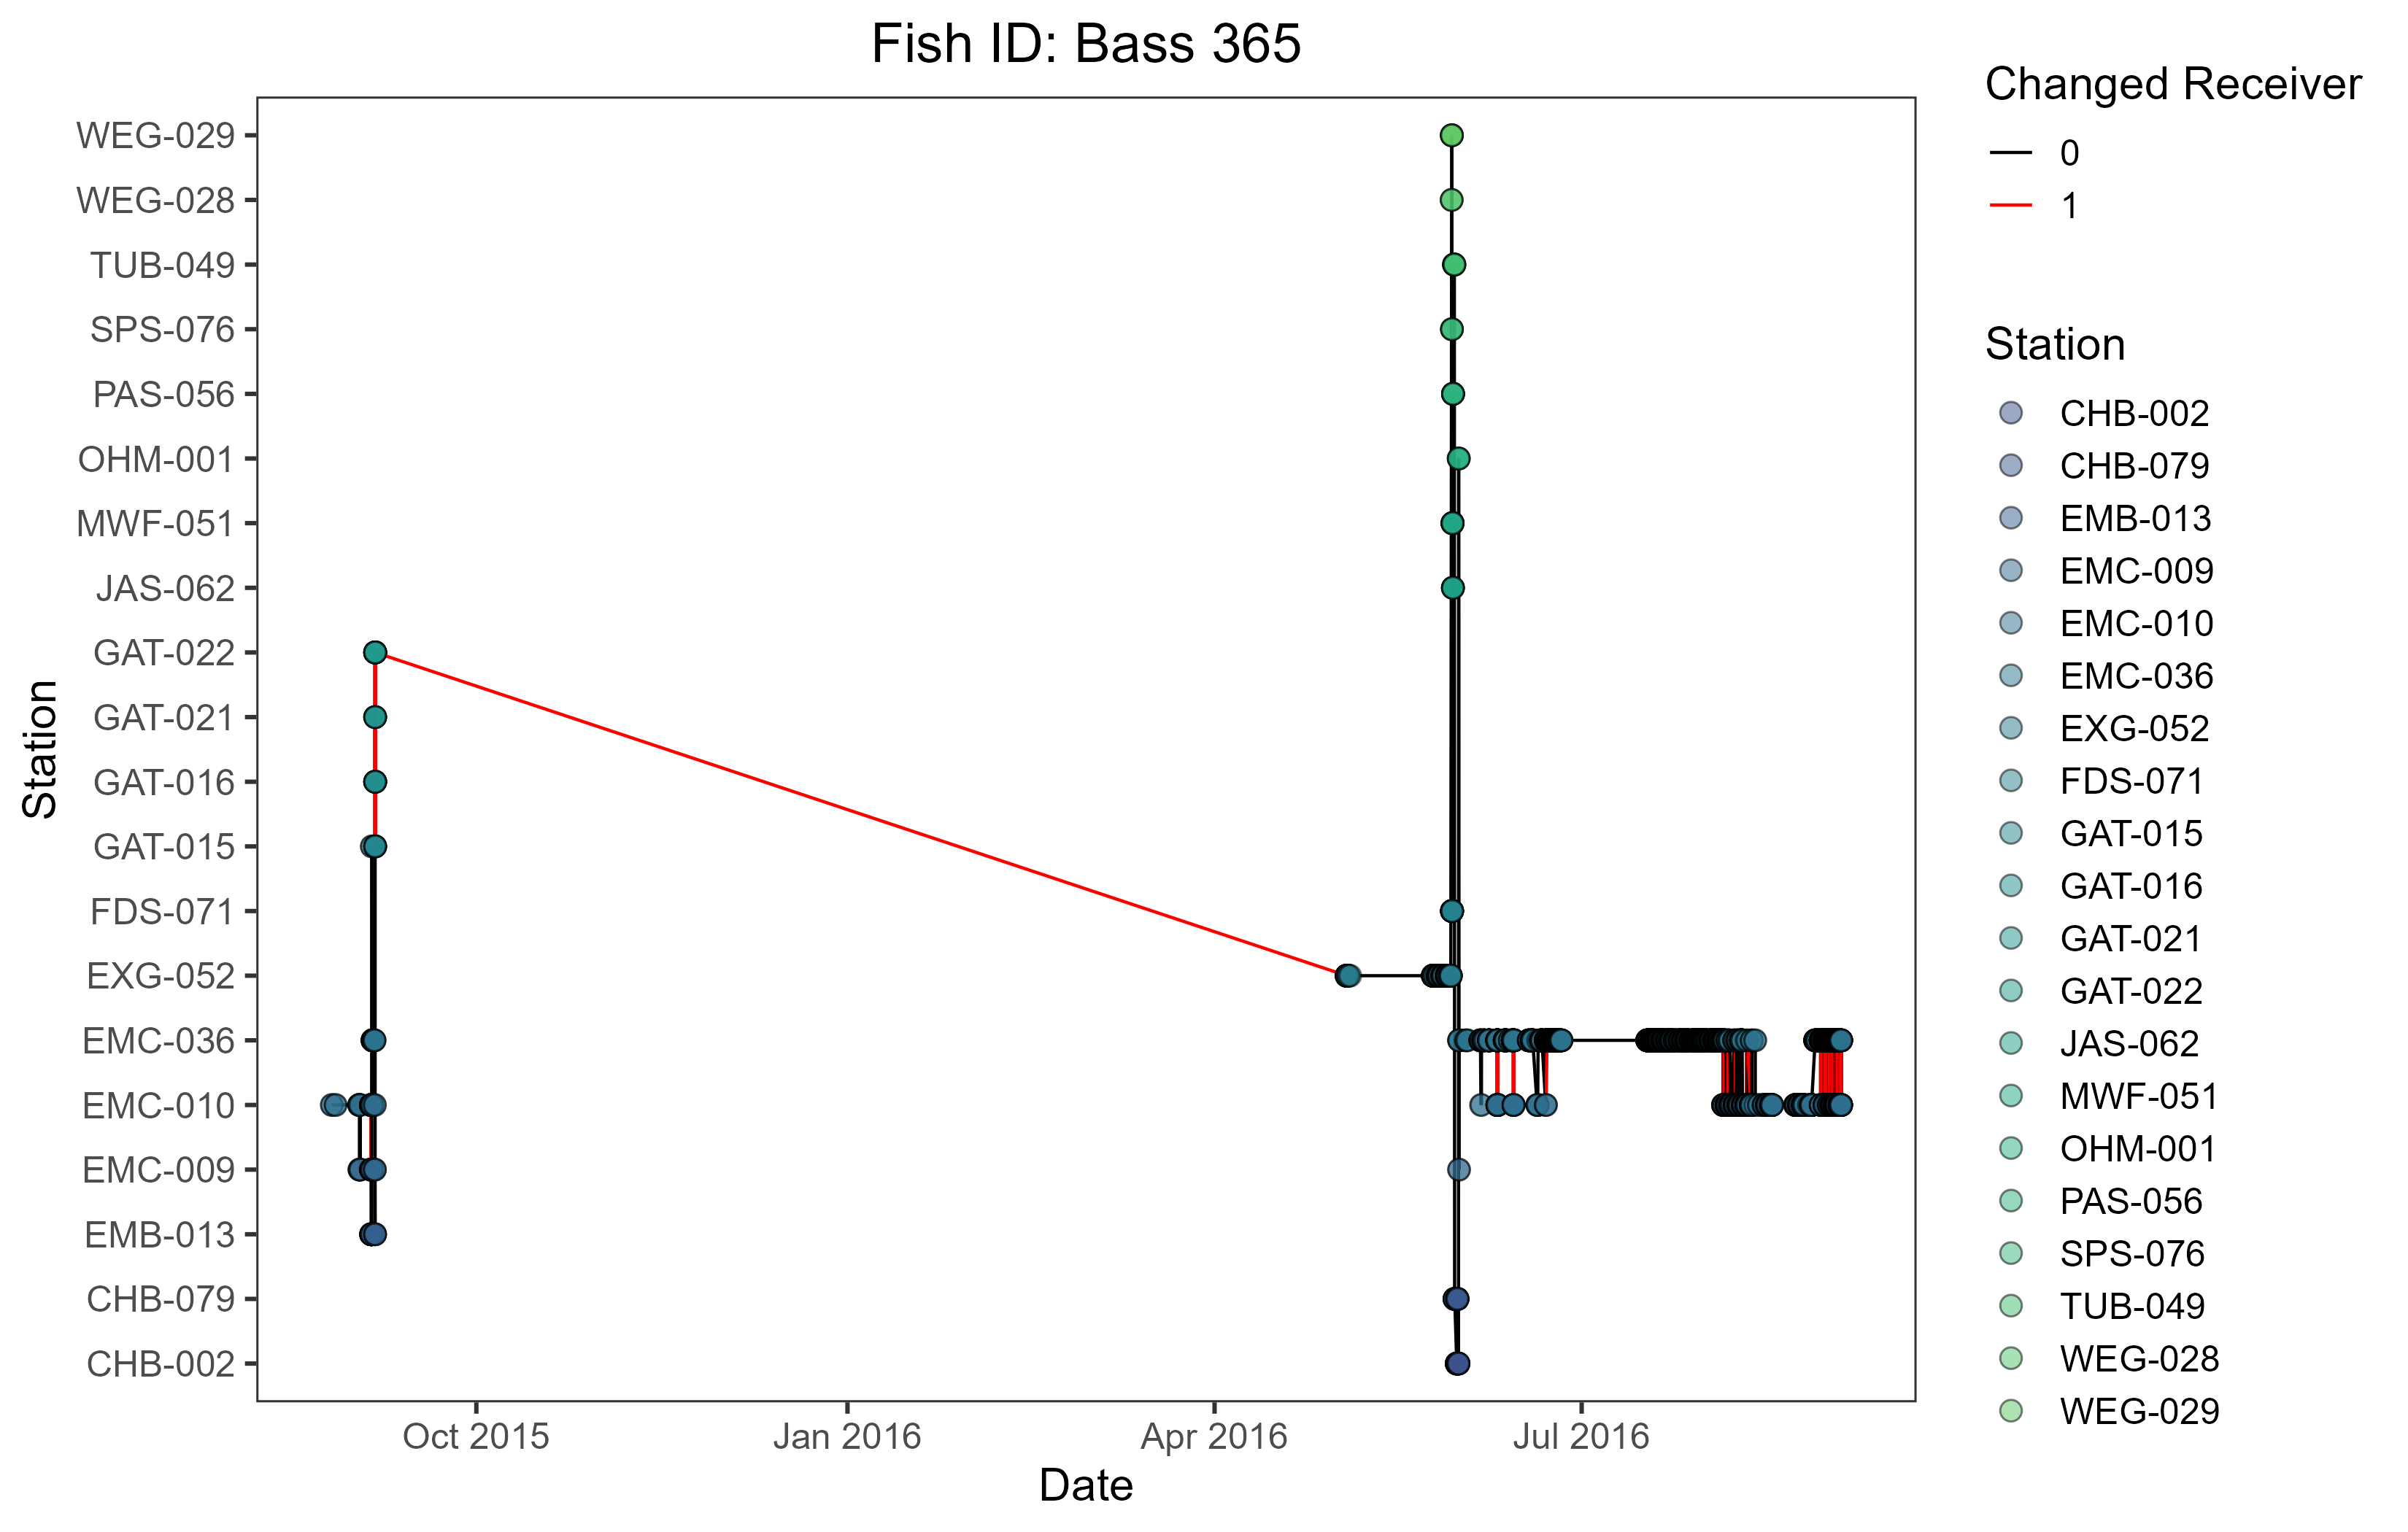 Fish ID: Bass 365
Station
WEG-029
WEG-028
TUB-049
SPS-076
PAS-056
OHM-001
MWF-051
JAS-062
GAT-022
GAT-021
GAT-016
GAT-015
FDS-071
EXG-052
EMC-036
EMC-010
EMC-009
EMB-013
CHB-079
CHB-002
Oct 2015 Jan 2016 Apr 2016 Jul 2016
Date
Changed Receiver
0
1
Station
CHB-002
CHB-079
EMB-013
EMC-009
EMC-010
EMC-036
EXG-052
FDS-071
GAT-015
GAT-016
GAT-021
GAT-022
JAS-062
MWF-051
OHM-001
PAS-056
SPS-076
TUB-049
WEG-028
WEG-029